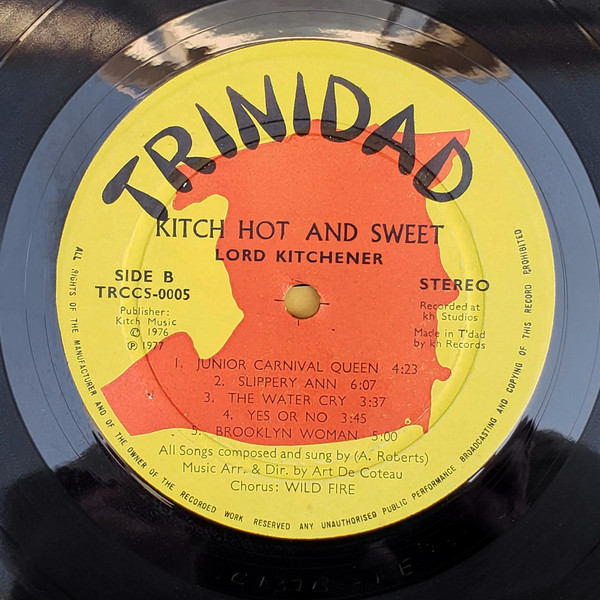 TRINIDAD
KITCH HOT AND SWEET
LORD KITCHENER
SIDE B
TRCCS-0005
Publisher:
Kitch Music
© 1976
℗ 1977
STEREO
Recorded at
kh Studios
Made in T'dad
by kh Records
1. JUNIOR CARNIVAL QUEEN 4:23
2. SLIPPERY ANN 6:07
3. THE WATER CRY 3:37
4. YES OR NO 3:45
5. BROOKLYN WOMAN 5:00
All Songs composed and sung by (A. Roberts)
Music Arr. & Dir. by Art De Coteau
Chorus: WILD FIRE
ALL RIGHTS OF THE MANUFACTURER AND OF THE OWNER OF THE RECORDED WORK RESERVED ANY UNAUTHORISED PUBLIC PERFORMANCE BROADCASTING AND COPYING OF THIS RECORD PROHIBITED